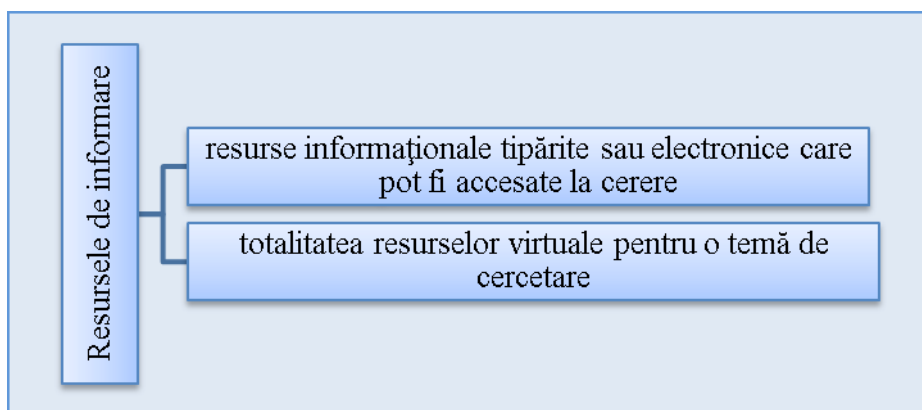 Resursele de informare
resurse informaţionale tipărite sau electronice care
pot fi accesate la cerere
totalitatea resurselor virtuale pentru o temă de
cercetare